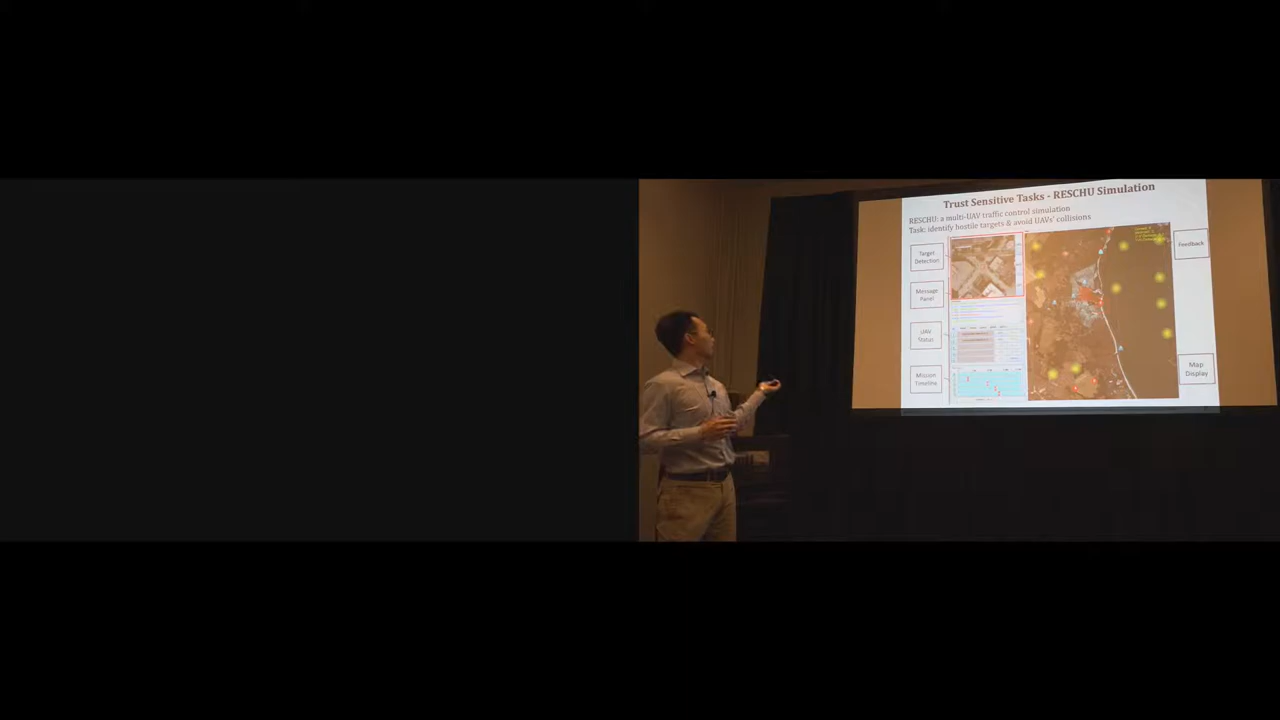 Trust Sensitive Tasks - RESCHU Simulation
RESCHU: a multi-UAV traffic control simulation
Task: identify hostile targets & avoid UAVs' collisions
Target
Detection
Message
Panel
UAV
Status
Mission
Timeline
Feedback
Map
Display